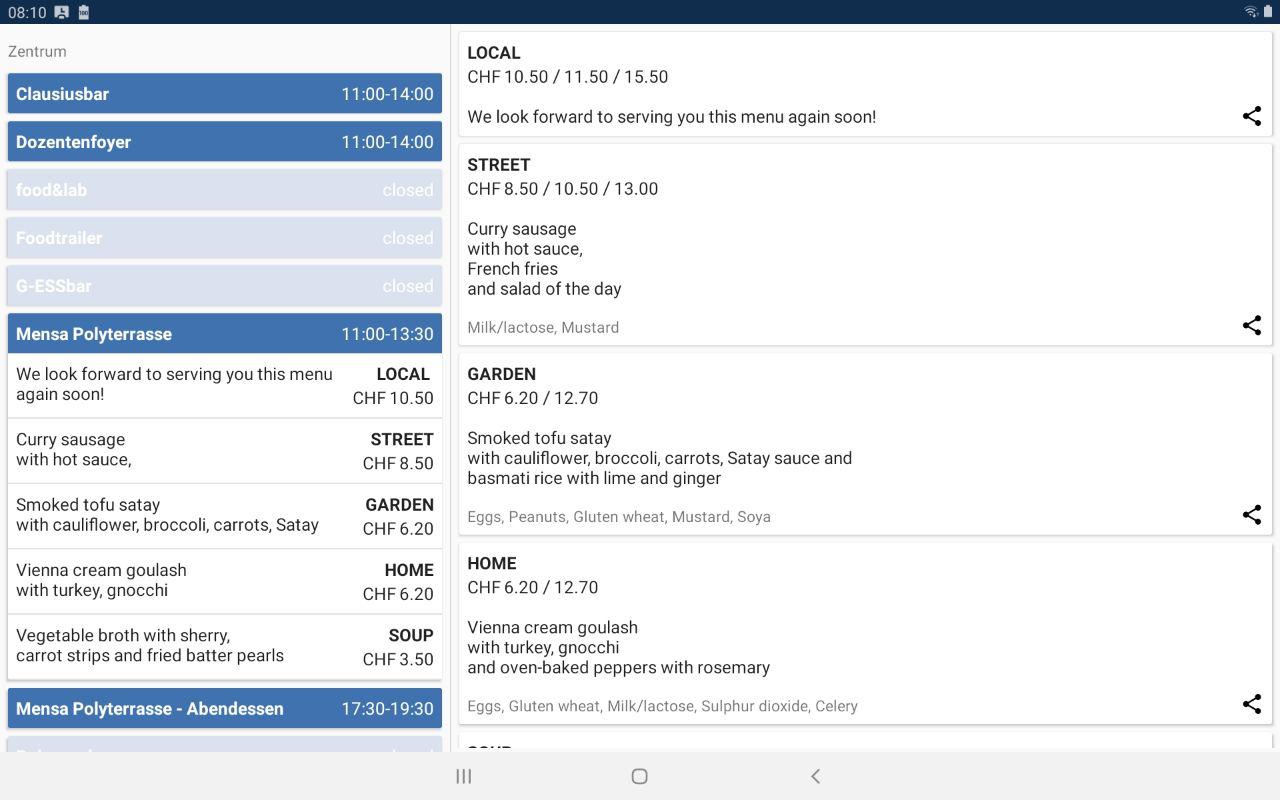 08:10
Zentrum
Clausiusbar 11:00-14:00
Dozentenfoyer 11:00-14:00
food&lab closed
Foodtrailer closed
G-ESSbar closed
Mensa Polyterrasse 11:00-13:30
We look forward to serving you this menu LOCAL
again soon! CHF 10.50
Curry sausage STREET
with hot sauce, CHF 8.50
Smoked tofu satay GARDEN
with cauliflower, broccoli, carrots, Satay CHF 6.20
Vienna cream goulash HOME
with turkey, gnocchi CHF 6.20
Vegetable broth with sherry, SOUP
carrot strips and fried batter pearls CHF 3.50
Mensa Polyterrasse - Abendessen 17:30-19:30
LOCAL
CHF 10.50 / 11.50 / 15.50
We look forward to serving you this menu again soon!
STREET
CHF 8.50 / 10.50 / 13.00
Curry sausage
with hot sauce,
French fries
and salad of the day
Milk/lactose, Mustard
GARDEN
CHF 6.20 / 12.70
Smoked tofu satay
with cauliflower, broccoli, carrots, Satay sauce and
basmati rice with lime and ginger
Eggs, Peanuts, Gluten wheat, Mustard, Soya
HOME
CHF 6.20 / 12.70
Vienna cream goulash
with turkey, gnocchi
and oven-baked peppers with rosemary
Eggs, Gluten wheat, Milk/lactose, Sulphur dioxide, Celery
SOUP